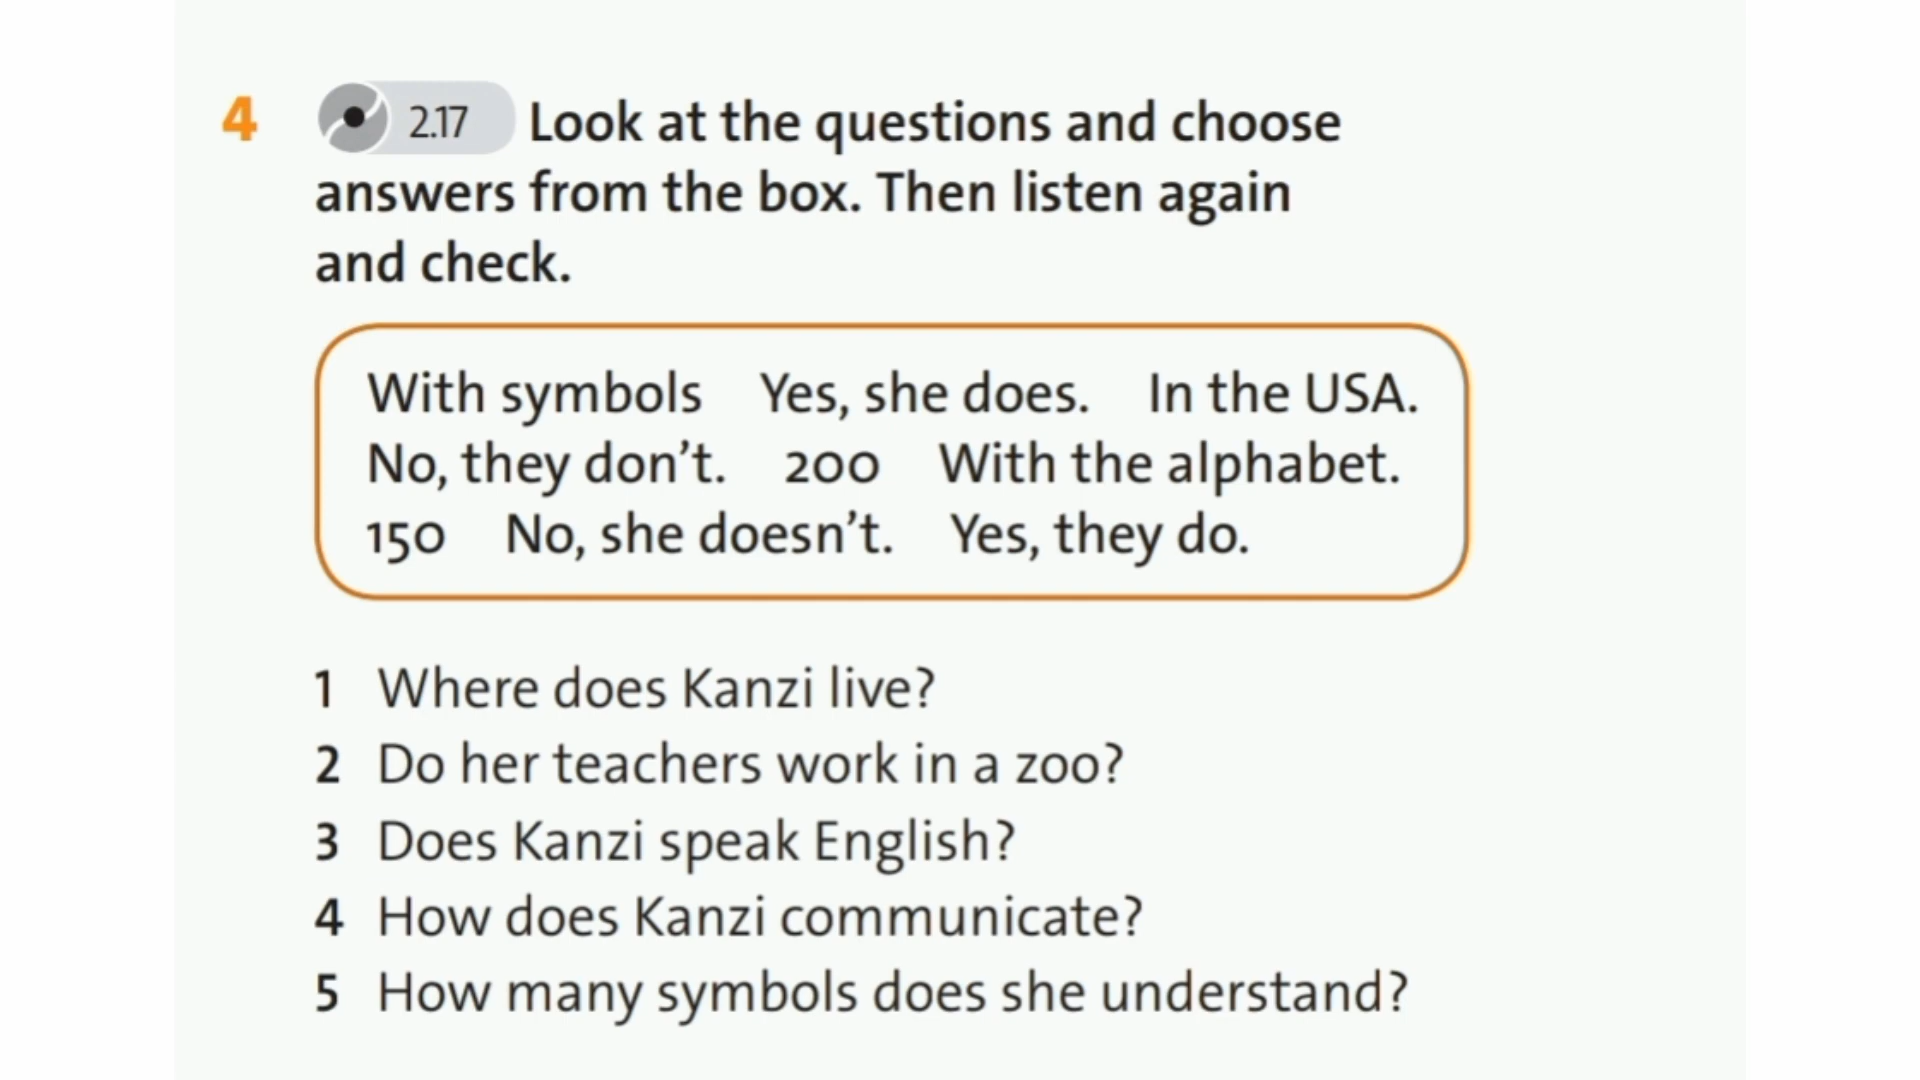 4 2.17 Look at the questions and choose
answers from the box. Then listen again
and check.
With symbols Yes, she does. In the USA.
No, they don't. 200 With the alphabet.
150 No, she doesn't. Yes, they do.
1 Where does Kanzi live?
2 Do her teachers work in a zoo?
3 Does Kanzi speak English?
4 How does Kanzi communicate?
5 How many symbols does she understand?